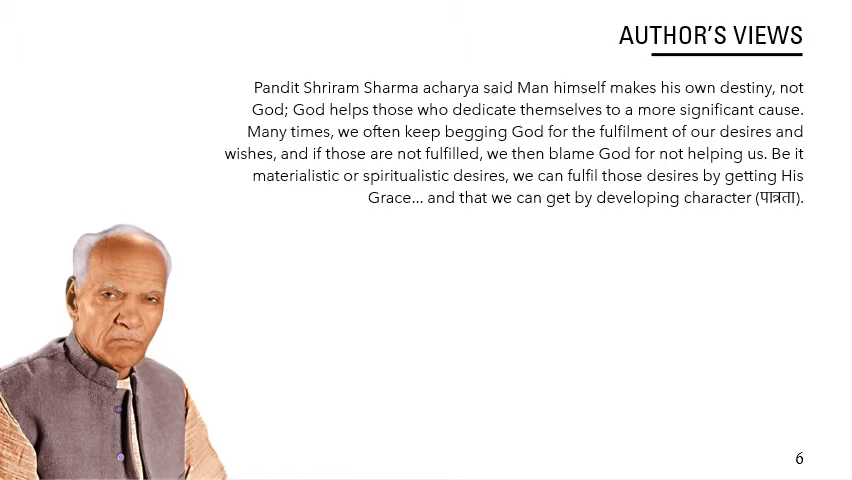 AUTHOR’S VIEWS
Pandit Shriram Sharma acharya said Man himself makes his own destiny, not
God; God helps those who dedicate themselves to a more significant cause.
Many times, we often keep begging God for the fulfilment of our desires and
wishes, and if those are not fulfilled, we then blame God for not helping us. Be it
materialistic or spiritualistic desires, we can fulfil those desires by getting His
Grace... and that we can get by developing character (पात्रता).
6